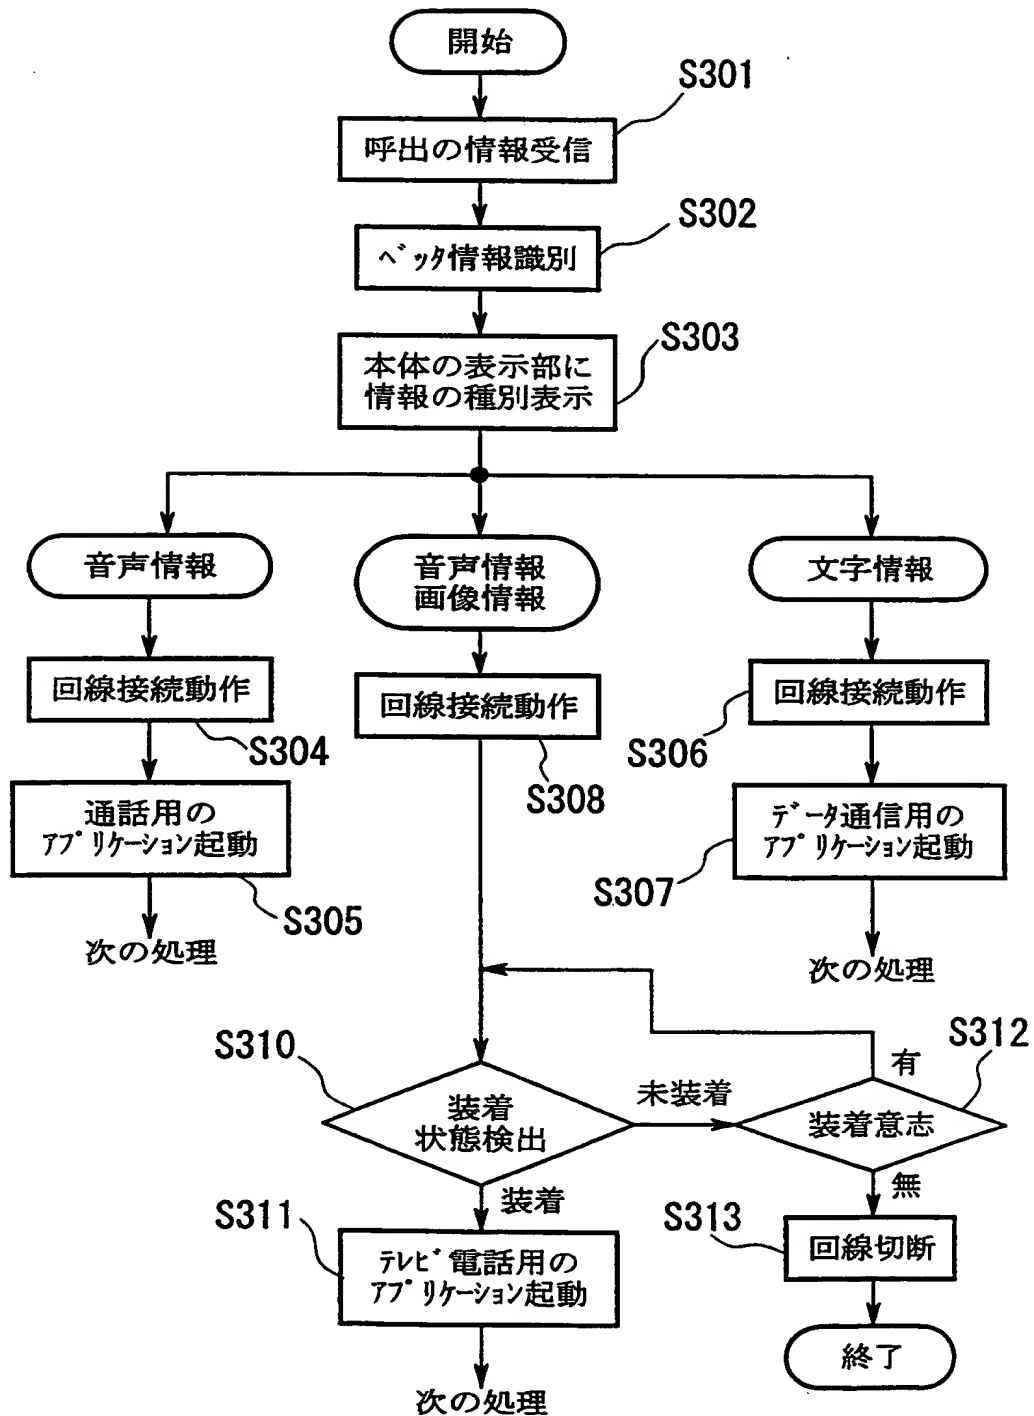 開始
S301
呼出の情報受信
S302
ﾍﾞｯﾀ情報識別
S303
本体の表示部に
情報の種別表示
音声情報
音声情報
画像情報
文字情報
回線接続動作
S304
回線接続動作
S308
回線接続動作
S306
通話用の
ｱﾌﾟﾘｹｰｼｮﾝ起動
S305
次の処理
ﾃﾞｰﾀ通信用の
ｱﾌﾟﾘｹｰｼｮﾝ起動
S307
次の処理
S310
装着
状態検出
未装着
S312
有
装着意志
無
装着
S311
ﾃﾚﾋﾞ電話用の
ｱﾌﾟﾘｹｰｼｮﾝ起動
次の処理
S313
回線切断
終了